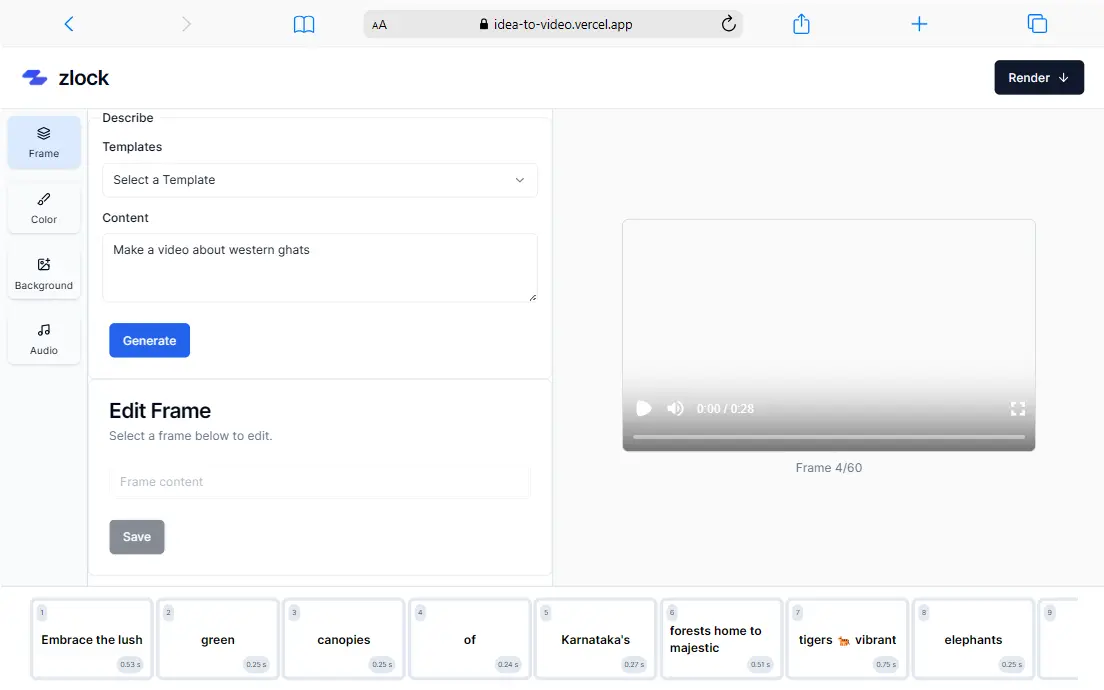 AA
idea-to-video.vercel.app
zlock
Render
Frame
Color
Background
Audio
Describe
Templates
Select a Template
Content
Make a video about western ghats
Generate
Edit Frame
Select a frame below to edit.
Frame content
Save
0:00 / 0:28
Frame 4/60
1
Embrace the lush
0.53 s
2
green
0.25 s
3
canopies
0.25 s
4
of
0.24 s
5
Karnataka's
0.27 s
6
forests home to
majestic
0.51 s
7
tigers 🐅 vibrant
0.75 s
8
elephants
0.25 s
9